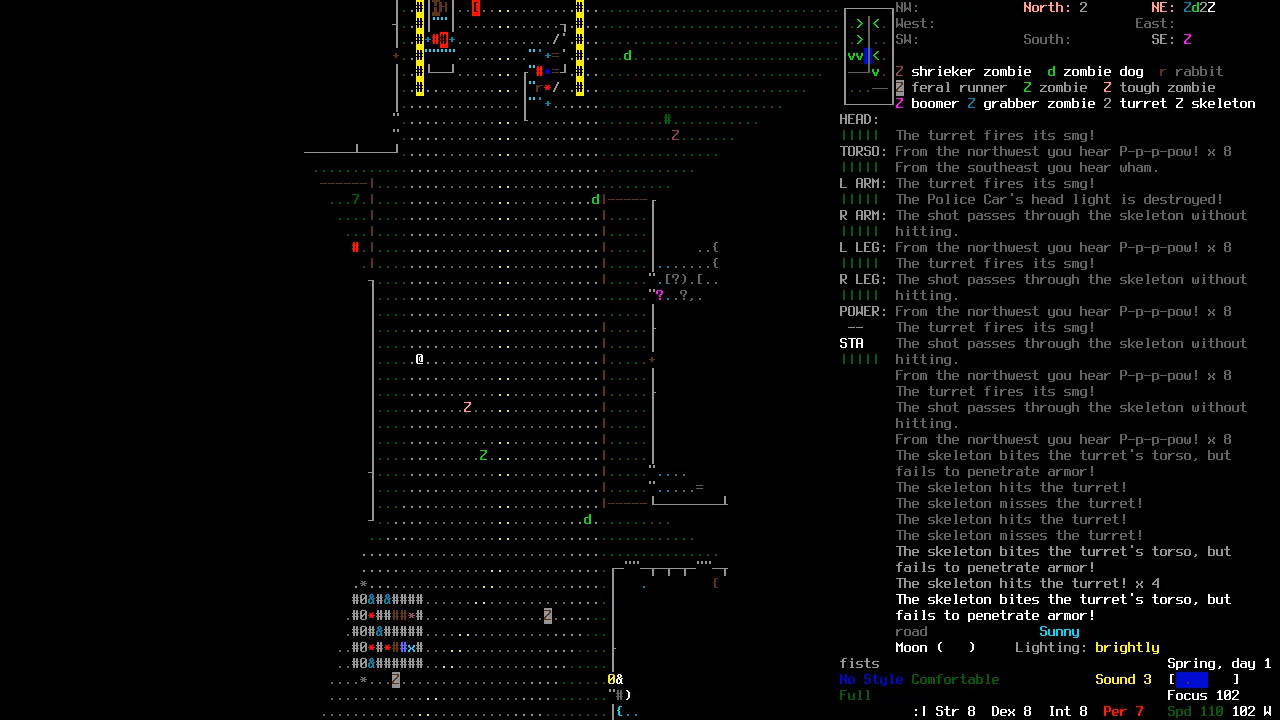 NW: North: 2 NE: Zd2Z
West: East:
SW: South: SE: Z
Z shrieker zombie d zombie dog r rabbit
Z feral runner Z zombie Z tough zombie
Z boomer Z grabber zombie 2 turret Z skeleton
HEAD:
The turret fires its smg!
TORSO: From the northwest you hear P-p-p-pow! x 8
From the southeast you hear wham.
L ARM: The turret fires its smg!
The Police Car's head light is destroyed!
R ARM: The shot passes through the skeleton without
hitting.
L LEG: From the northwest you hear P-p-p-pow! x 8
The turret fires its smg!
R LEG: The shot passes through the skeleton without
hitting.
POWER: From the northwest you hear P-p-p-pow! x 8
-- The turret fires its smg!
STA The shot passes through the skeleton without
hitting.
From the northwest you hear P-p-p-pow! x 8
The turret fires its smg!
The shot passes through the skeleton without
hitting.
From the northwest you hear P-p-p-pow! x 8
The skeleton bites the turret's torso, but
fails to penetrate armor!
The skeleton hits the turret!
The skeleton misses the turret!
The skeleton hits the turret!
The skeleton misses the turret!
The skeleton bites the turret's torso, but
fails to penetrate armor!
The skeleton hits the turret! x 4
The skeleton bites the turret's torso, but
fails to penetrate armor!
road Sunny
Moon ( ) Lighting: brightly
fists Spring, day 1
No Style Comfortable Sound 3 [... ]
Full Focus 102
:| Str 8 Dex 8 Int 8 Per 7 Spd 110 102 W